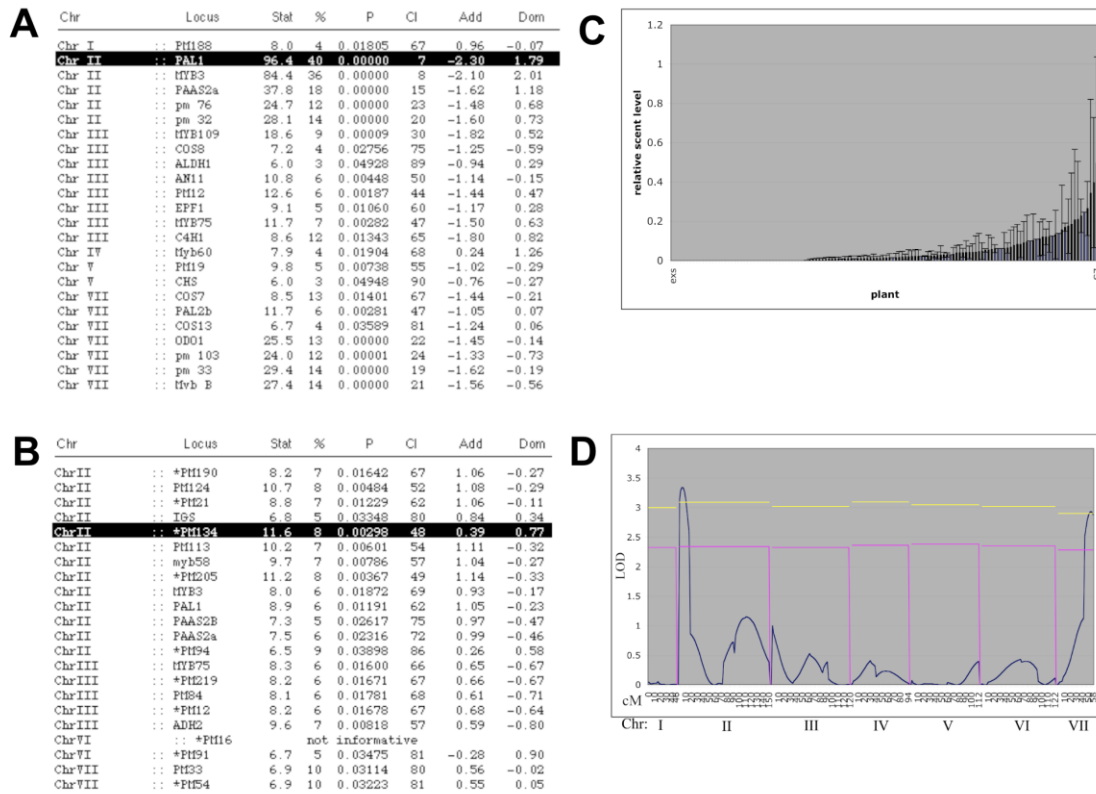 A
Chr Locus Stat % P CI Add Dom
Chr I :: PM188 8.0 4 0.01805 67 0.96 -0.07
Chr II :: PAL1 96.4 40 0.00000 7 -2.30 1.79
Chr II :: MYB3 84.4 36 0.00000 8 -2.10 2.01
Chr II :: PAAS2a 37.8 18 0.00000 15 -1.62 1.18
Chr II :: pm 76 24.7 12 0.00000 23 -1.48 0.68
Chr II :: pm 32 28.1 14 0.00000 20 -1.60 0.73
Chr III :: MYB109 18.6 9 0.00009 30 -1.82 0.52
Chr III :: COS8 7.2 4 0.02756 75 -1.25 -0.59
Chr III :: ALDH1 6.0 3 0.04928 89 -0.94 0.29
Chr III :: AN11 10.8 6 0.00448 50 -1.14 -0.15
Chr III :: PM12 12.6 6 0.00187 44 -1.44 0.47
Chr III :: EPF1 9.1 5 0.01060 60 -1.17 0.28
Chr III :: MYB75 11.7 7 0.00282 47 -1.50 0.63
Chr III :: C4H1 8.6 12 0.01343 65 -1.80 0.82
Chr IV :: Myb60 7.9 4 0.01904 68 0.24 1.26
Chr V :: PM19 9.8 5 0.00738 55 -1.02 -0.29
Chr V :: CHS 6.0 3 0.04948 90 -0.76 -0.27
Chr VII :: COS7 8.5 13 0.01401 67 -1.44 -0.21
Chr VII :: PAL2b 11.7 6 0.00281 47 -1.05 0.07
Chr VII :: COS13 6.7 4 0.03589 81 -1.24 0.06
Chr VII :: ODO1 25.5 13 0.00000 22 -1.45 -0.14
Chr VII :: pm 103 24.0 12 0.00001 24 -1.33 -0.73
Chr VII :: pm 33 29.4 14 0.00000 19 -1.62 -0.19
Chr VII :: Myb B 27.4 14 0.00000 21 -1.56 -0.56
B
Chr Locus Stat % P CI Add Dom
ChrII :: *PM190 8.2 7 0.01642 67 1.06 -0.27
ChrII :: PM124 10.7 8 0.00484 52 1.08 -0.29
ChrII :: *PM21 8.8 7 0.01229 62 1.06 -0.11
ChrII :: IGS 6.8 5 0.03348 80 0.84 0.34
ChrII :: *PM134 11.6 8 0.00298 48 0.39 0.77
ChrII :: PM113 10.2 7 0.00601 54 1.11 -0.32
ChrII :: myb58 9.7 7 0.00786 57 1.04 -0.27
ChrII :: *PM205 11.2 8 0.00367 49 1.14 -0.33
ChrII :: MYB3 8.0 6 0.01872 69 0.93 -0.17
ChrII :: PAL1 8.9 6 0.01191 62 1.05 -0.23
ChrII :: PAAS2B 7.3 5 0.02617 75 0.97 -0.47
ChrII :: PAAS2a 7.5 6 0.02316 72 0.99 -0.46
ChrII :: *PM94 6.5 9 0.03898 86 0.26 0.58
ChrIII :: MYB75 8.3 6 0.01600 66 0.65 -0.67
ChrIII :: *PM219 8.2 6 0.01671 67 0.66 -0.67
ChrIII :: PM84 8.1 6 0.01781 68 0.61 -0.71
ChrIII :: *PM12 8.2 6 0.01678 67 0.68 -0.64
ChrIII :: ADH2 9.6 7 0.00818 57 0.59 -0.80
ChrVI :: *PM16 not informative
ChrVI :: *PM91 6.7 5 0.03475 81 -0.28 0.90
ChrVII :: PM33 6.9 10 0.03114 80 0.56 -0.02
ChrVII :: *PM54 6.9 10 0.03223 81 0.55 0.05
C
1.2
1
0.8
0.6
0.4
0.2
0
relative scent level
exs
plant
D
4
3.5
3
2.5
2
1.5
1
0.5
0
LOD
cM
Chr: I II III IV V VI VII